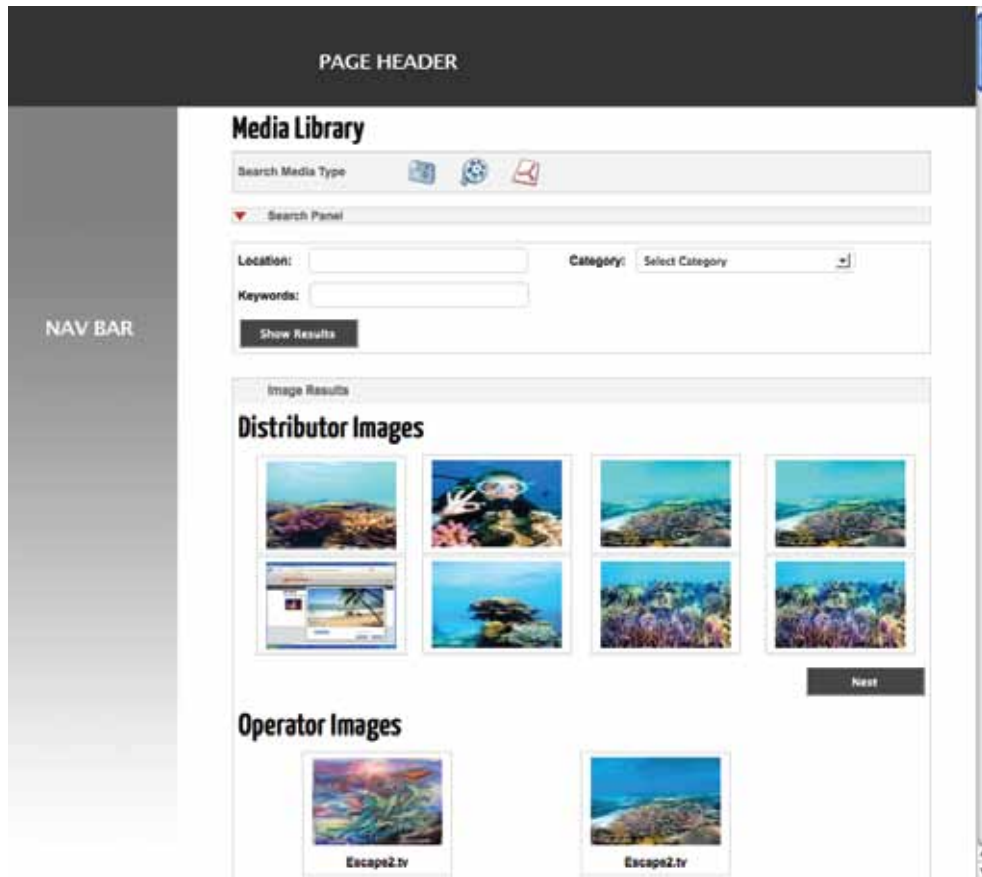 PAGE HEADER
NAV BAR
Media Library
Search Media Type
Search Panel
Location:
Category: Select Category
Keywords:
Show Results
Image Results
Distributor Images
Next
Operator Images
Escape2.tv
Escape2.tv